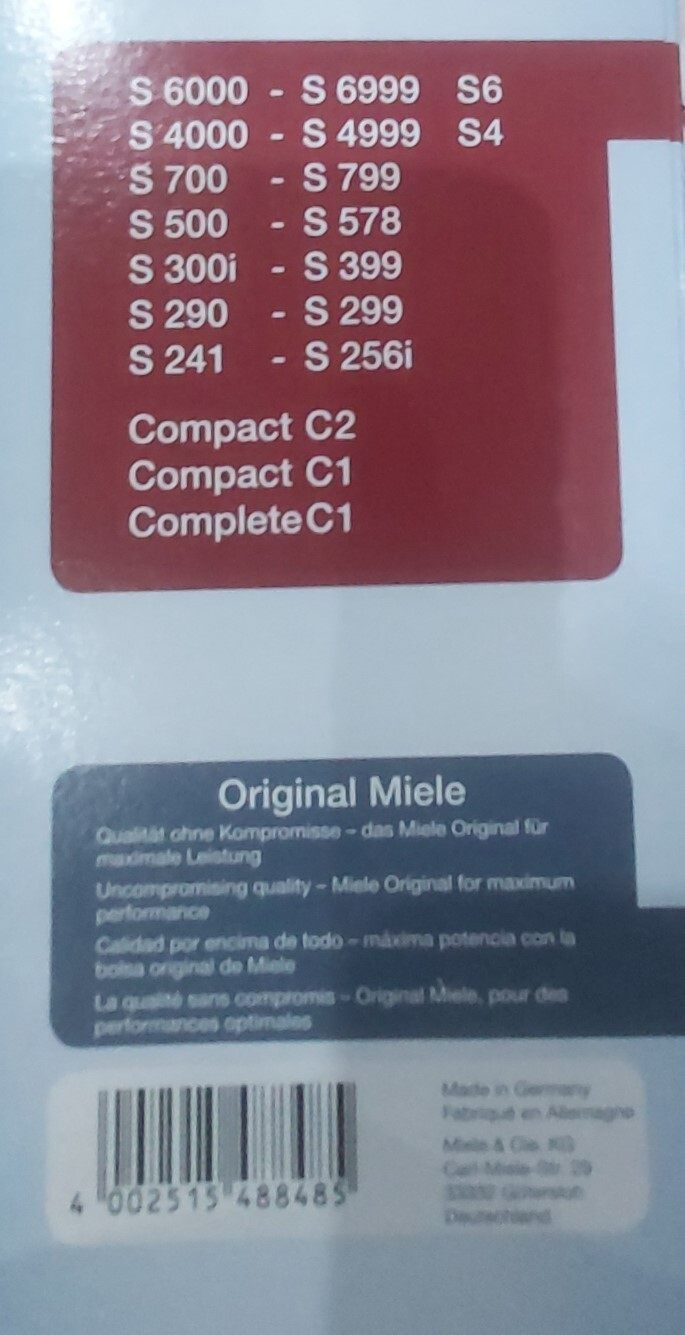 S 6000 - S 6999 S6
S 4000 - S 4999 S4
S 700 - S 799
S 500 - S 578
S 300i - S 399
S 290 - S 299
S 241 - S 256i
Compact C2
Compact C1
Complete C1
Original Miele
Qualität ohne Kompromisse – das Miele Original für
maximale Leistung
Uncompromising quality – Miele Original for maximum
performance
Calidad por encima de todo – máxima potencia con la
bolsa original de Miele
La qualité sans compromis – Original Miele, pour des
performances optimales
4 002515 488485
Made in Germany
Fabriqué en Allemagne
Miele & Cie. KG
Carl-Miele-Str. 29
Gütersloh
Deutschland